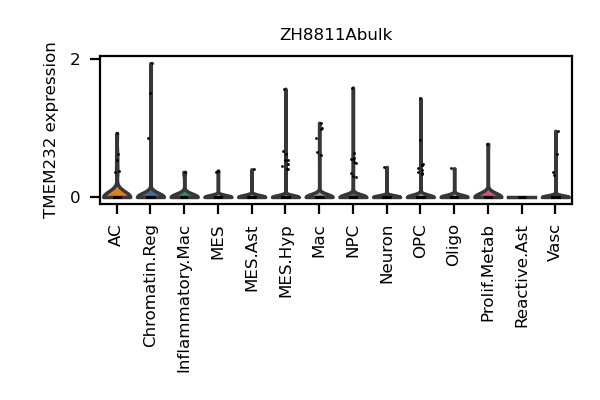 ZH8811Abulk
TMEM232 expression
2
0
AC
Chromatin.Reg
Inflammatory.Mac
MES
MES.Ast
MES.Hyp
Mac
NPC
Neuron
OPC
Oligo
Prolif.Metab
Reactive.Ast
Vasc